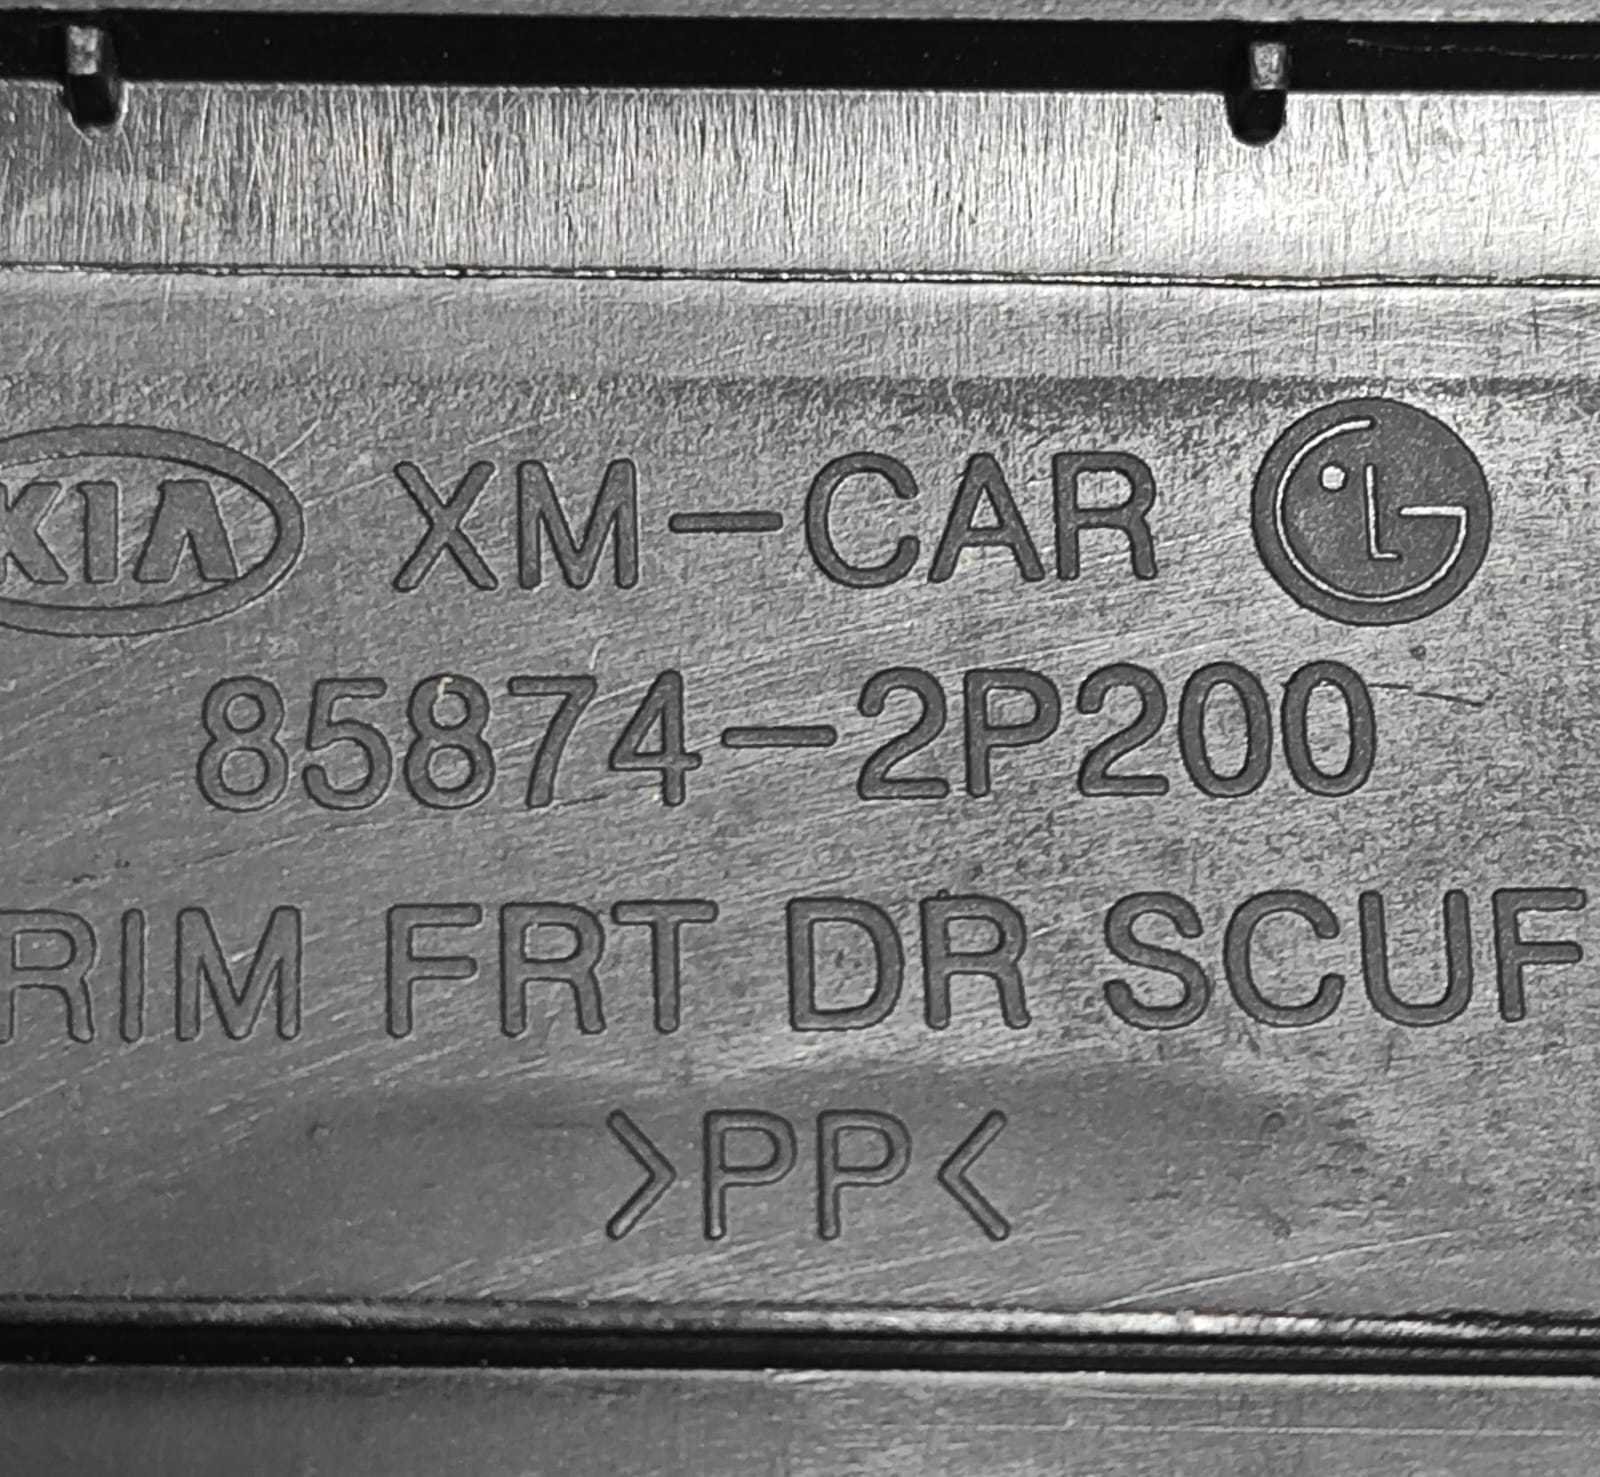 KIA XM-CAR LG
85874-2P200
RIM FRT DR SCUF
>PP<